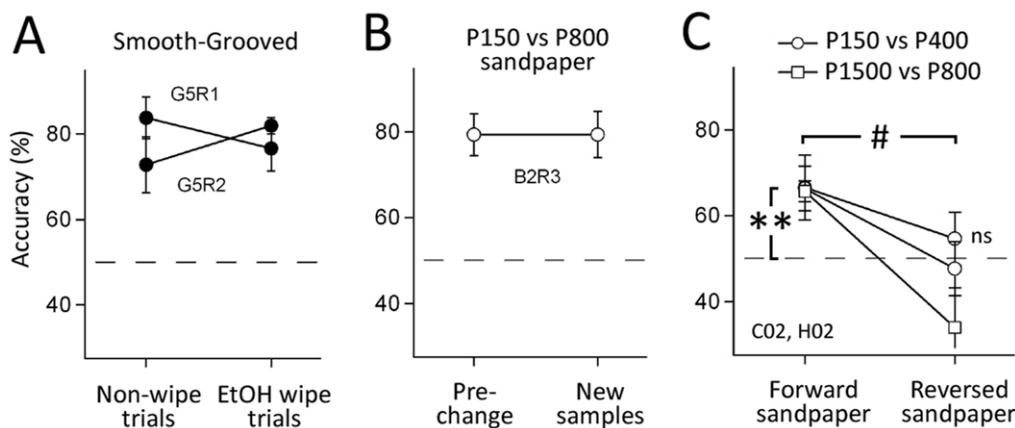 A
Smooth-Grooved
Accuracy (%)
80
60
40
G5R1
G5R2
Non-wipe trials
EtOH wipe trials
B
P150 vs P800
sandpaper
80
60
40
B2R3
Pre-
change
New
samples
C
P150 vs P400
P1500 vs P800
80
60
40
#
**
ns
C02, H02
Forward
sandpaper
Reversed
sandpaper